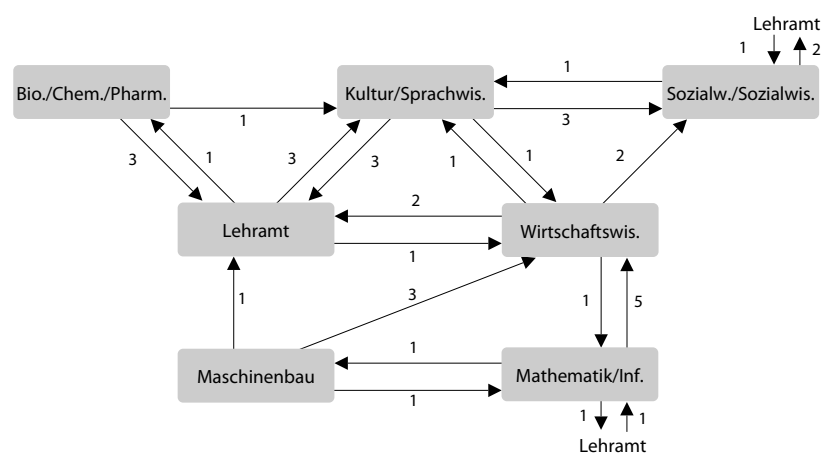 Lehramt
1 2
1
Bio./Chem./Pharm. Kultur/Sprachwis. Sozialw./Sozialwis.
1 3
3 1 3 3 1 1 2
2
Lehramt Wirtschaftswis.
1
1 3 1 5
1
Maschinenbau Mathematik/Inf.
1
1 1
Lehramt